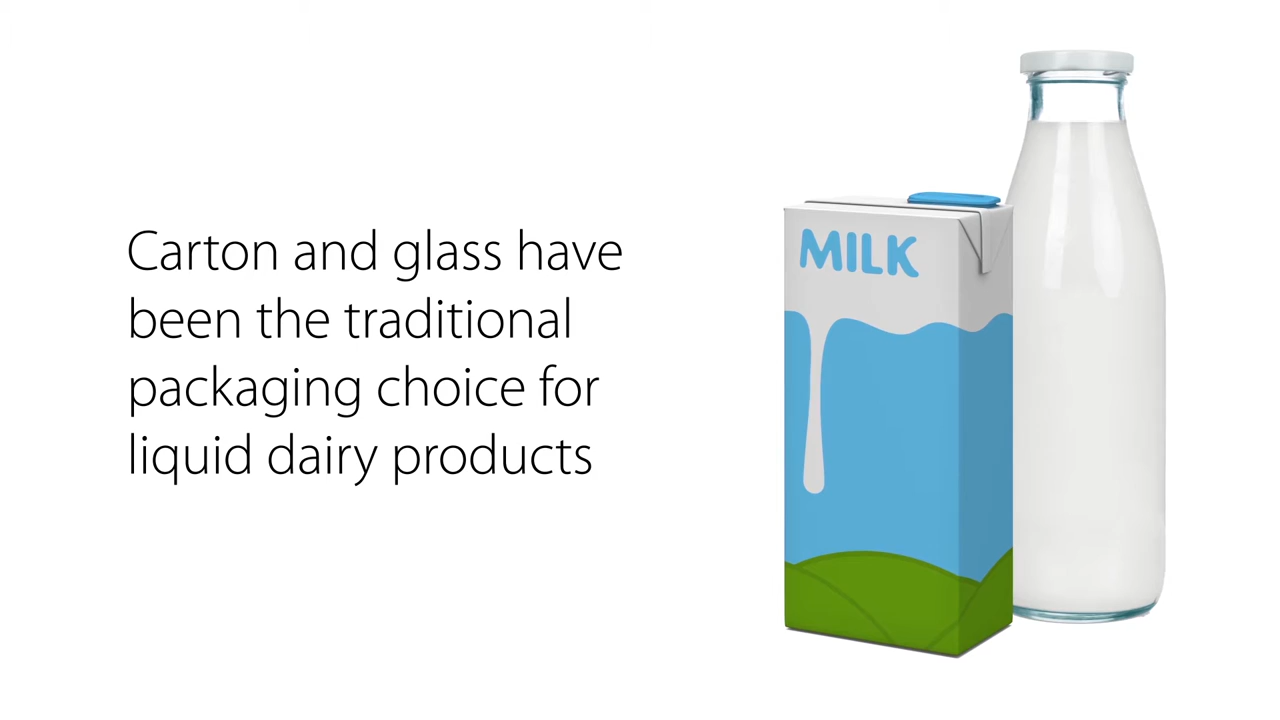 Carton and glass have
been the traditional
packaging choice for
liquid dairy products
MILK